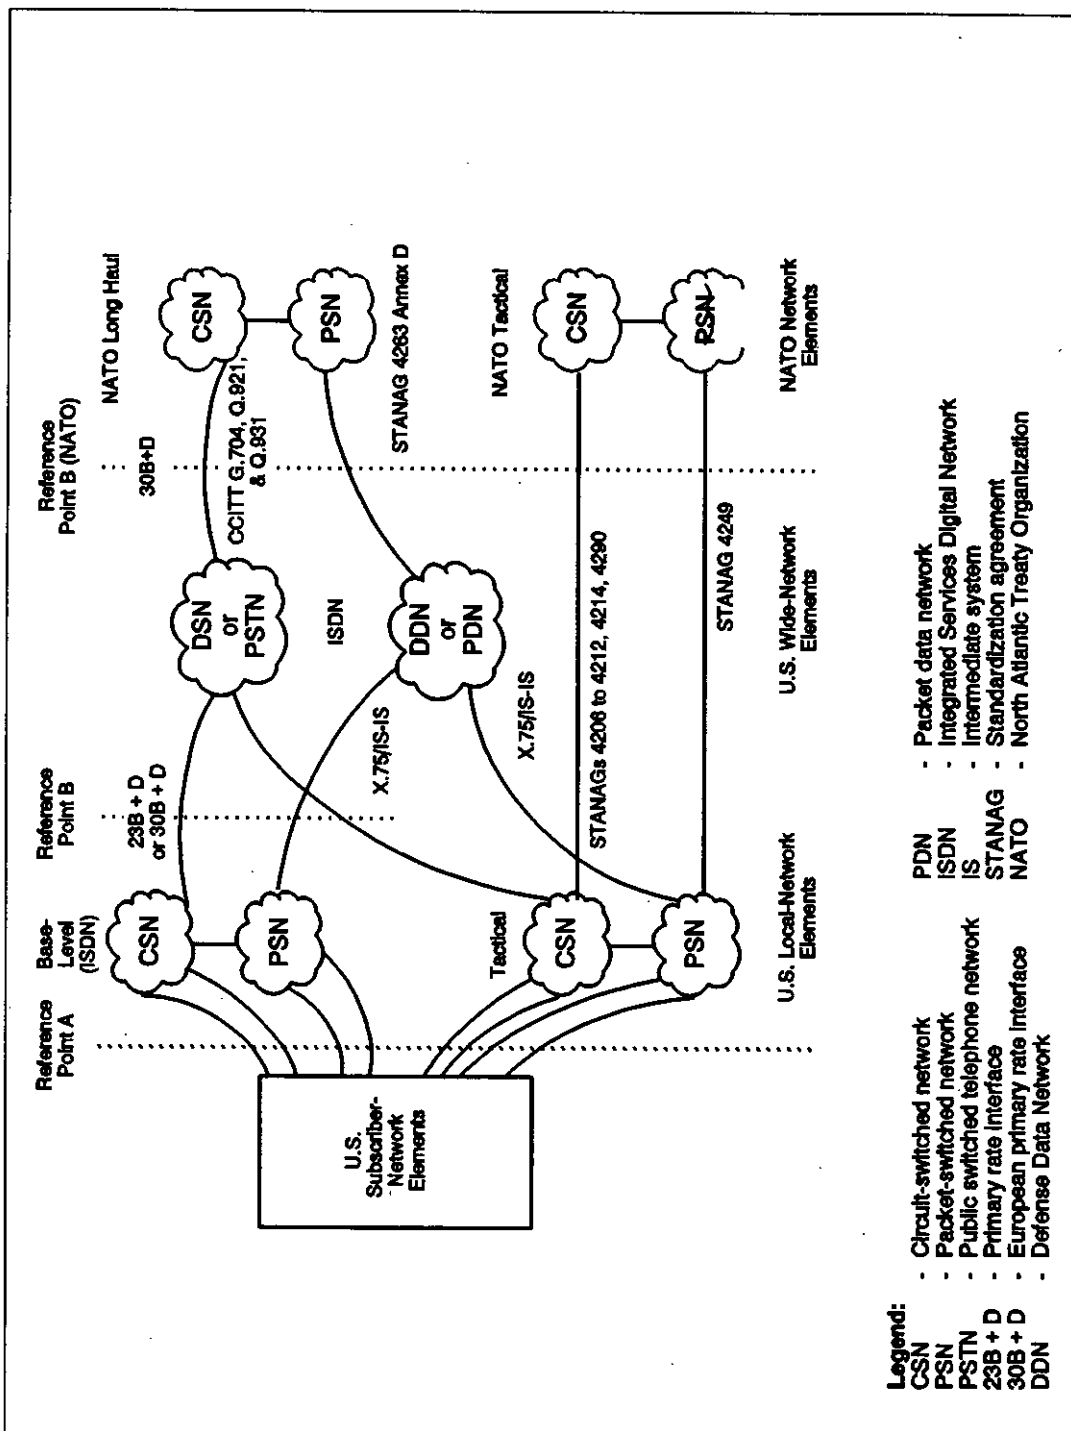 Reference
Point A
Base-
Level
(ISDN)
Reference
Point B
Reference
Point B (NATO)
NATO Long Haul
23B + D
or 30B + D
30B+D
CSN
PSN
DSN
or
PSTN
CCITT G.704, Q.921,
& Q.931
CSN
PSN
ISDN
X.75/IS-IS
DDN
or
PDN
STANAG 4263 Annex D
U.S.
Subscriber-
Network
Elements
Tactical
X.75/IS-IS
NATO Tactical
CSN
PSN
STANAGs 4206 to 4212, 4214, 4290
STANAG 4249
CSN
PSN
U.S. Local-Network
Elements
U.S. Wide-Network
Elements
NATO Network
Elements
Legend:
CSN - Circuit-switched network
PSN - Packet-switched network
PSTN - Public switched telephone network
23B + D - Primary rate interface
30B + D - European primary rate interface
DDN - Defense Data Network
PDN - Packet data network
ISDN - Integrated Services Digital Network
IS - Intermediate system
STANAG - Standardization agreement
NATO - North Atlantic Treaty Organization